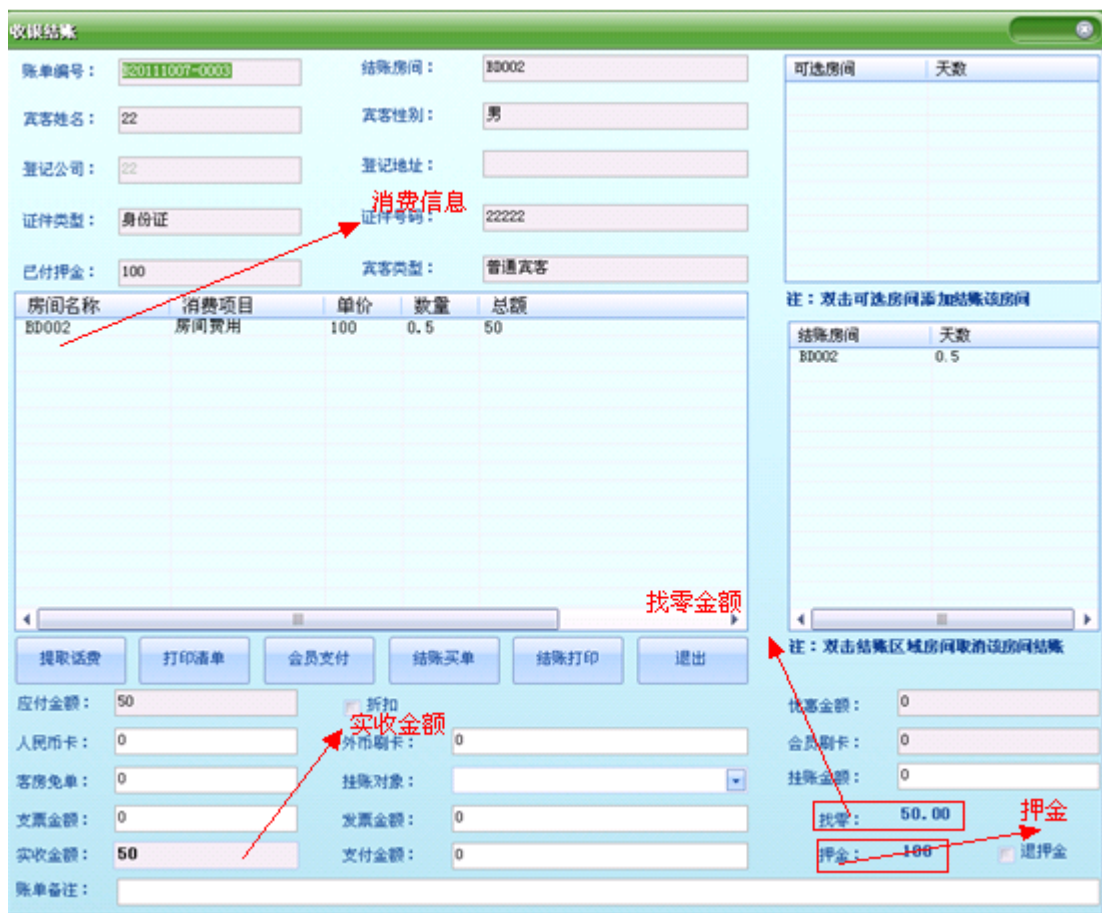 收银结账
账单编号： B20111007-0003 结账房间： BD002
宾客姓名： 22 宾客性别： 男
登记公司： 22 登记地址：
消费信息
证件类型： 身份证 证件号码： 22222
已付押金： 100 宾客类型： 普通宾客
房间名称 消费项目 单价 数量 总额
BD002 房间费用 100 0.5 50
可选房间 天数
注：双击可选房间添加结账该房间
结账房间 天数
BD002 0.5
找零金额
注：双击结账区域房间取消该房间结账
提取话费 打印清单 会员支付 结账买单 结账打印 退出
应付金额： 50 折扣 优惠金额： 0
实收金额
人民币卡： 0 外币刷卡： 0 会员刷卡： 0
客房免单： 0 挂账对象： 挂账金额： 0
支票金额： 0 发票金额： 0 找零： 50.00
押金
实收金额： 50 支付金额： 0 押金： 100 退押金
账单备注：